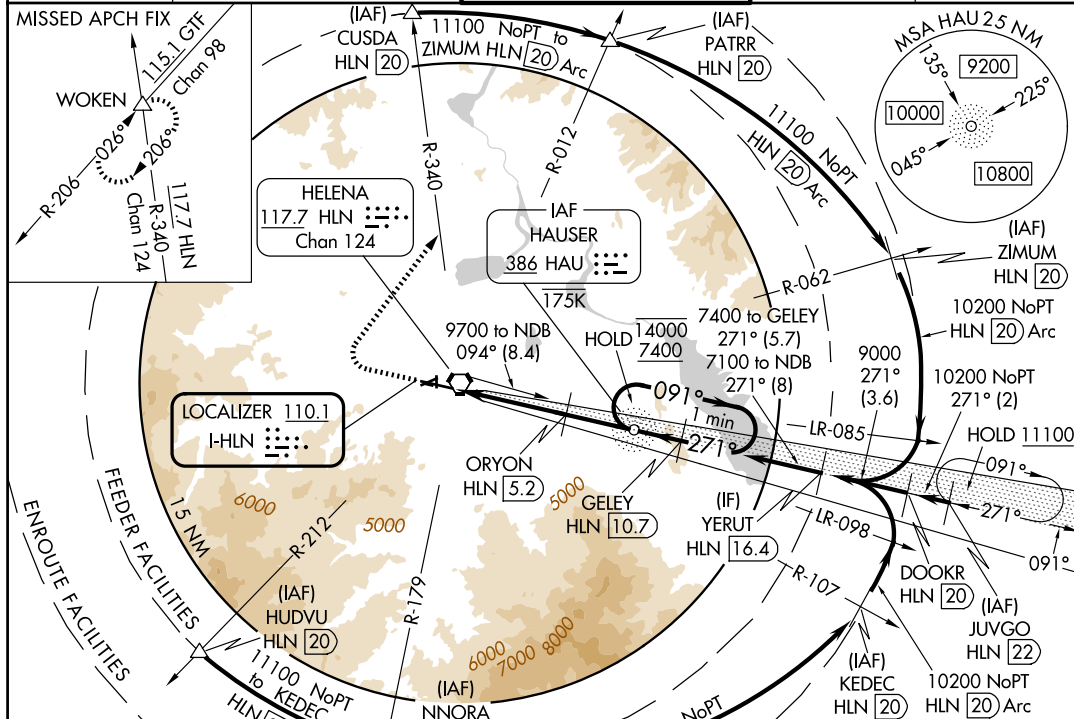 MISSED APCH FIX
115.1 GTF
Chan 98
WOKEN
026°
206°
R-206
R-340
117.7 HLN
Chan 124
(IAF)
CUSDA
HLN 20
11100 NoPT to
ZIMUM HLN 20 Arc
(IAF)
PATRR
HLN 20
MSA HAU 25 NM
135°
9200
225°
10000
045°
10800
R-340
R-012
11100 NoPT
HLN 20 Arc
HELENA
117.7 HLN
Chan 124
IAF
HAUSER
386 HAU
175K
(IAF)
ZIMUM
HLN 20
R-062
10200 NoPT
HLN 20 Arc
9700 to NDB
094° (8.4)
HOLD
14000
7400
7400 to GELEY
271° (5.7)
7100 to NDB
271° (8)
9000
271°
(3.6)
10200 NoPT
271° (2)
HOLD 11100
091°
1 min
271°
LR-085
091°
271°
091°
LOCALIZER 110.1
I-HLN
ORYON
HLN 5.2
GELEY
HLN 10.7
(IF)
YERUT
HLN 16.4
LR-098
R-107
DOOKR
HLN 20
(IAF)
JUVGO
HLN 22
6000
5000
5000
15 NM
FEEDER FACILITIES
ENROUTE FACILITIES
R-212
R-179
(IAF)
HUDVU
HLN 20
11100 NoPT
to KEDEC
HLN 20
6000
7000
8000
(IAF)
NNORA
NoPT
(IAF)
KEDEC
HLN 20
10200 NoPT
HLN 20 Arc